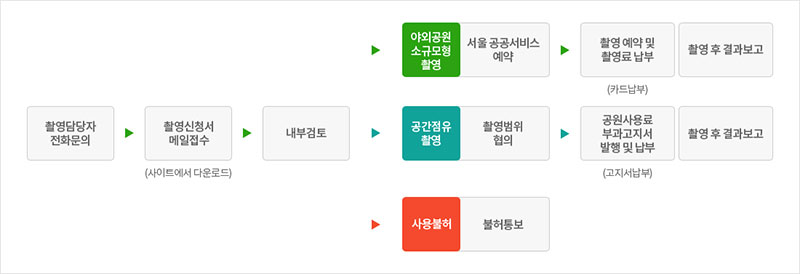 촬영담당자
전화문의
촬영신청서
메일접수
(사이트에서 다운로드)
내부검토
야외공원
소규모형
촬영
서울 공공서비스
예약
촬영 예약 및
촬영료 납부
(카드납부)
촬영 후 결과보고
공간점유
촬영
촬영범위
협의
공원사용료
부과고지서
발행 및 납부
(고지서납부)
촬영 후 결과보고
사용불허
불허통보